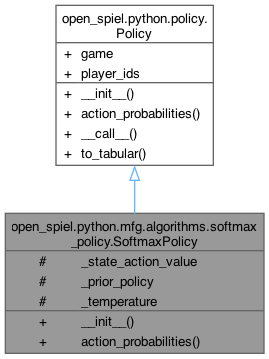 open_spiel.python.policy.
Policy
+ game
+ player_ids
+ __init__()
+ action_probabilities()
+ __call__()
+ to_tabular()
open_spiel.python.mfg.algorithms.softmax
_policy.SoftmaxPolicy
# _state_action_value
# _prior_policy
# _temperature
+ __init__()
+ action_probabilities()